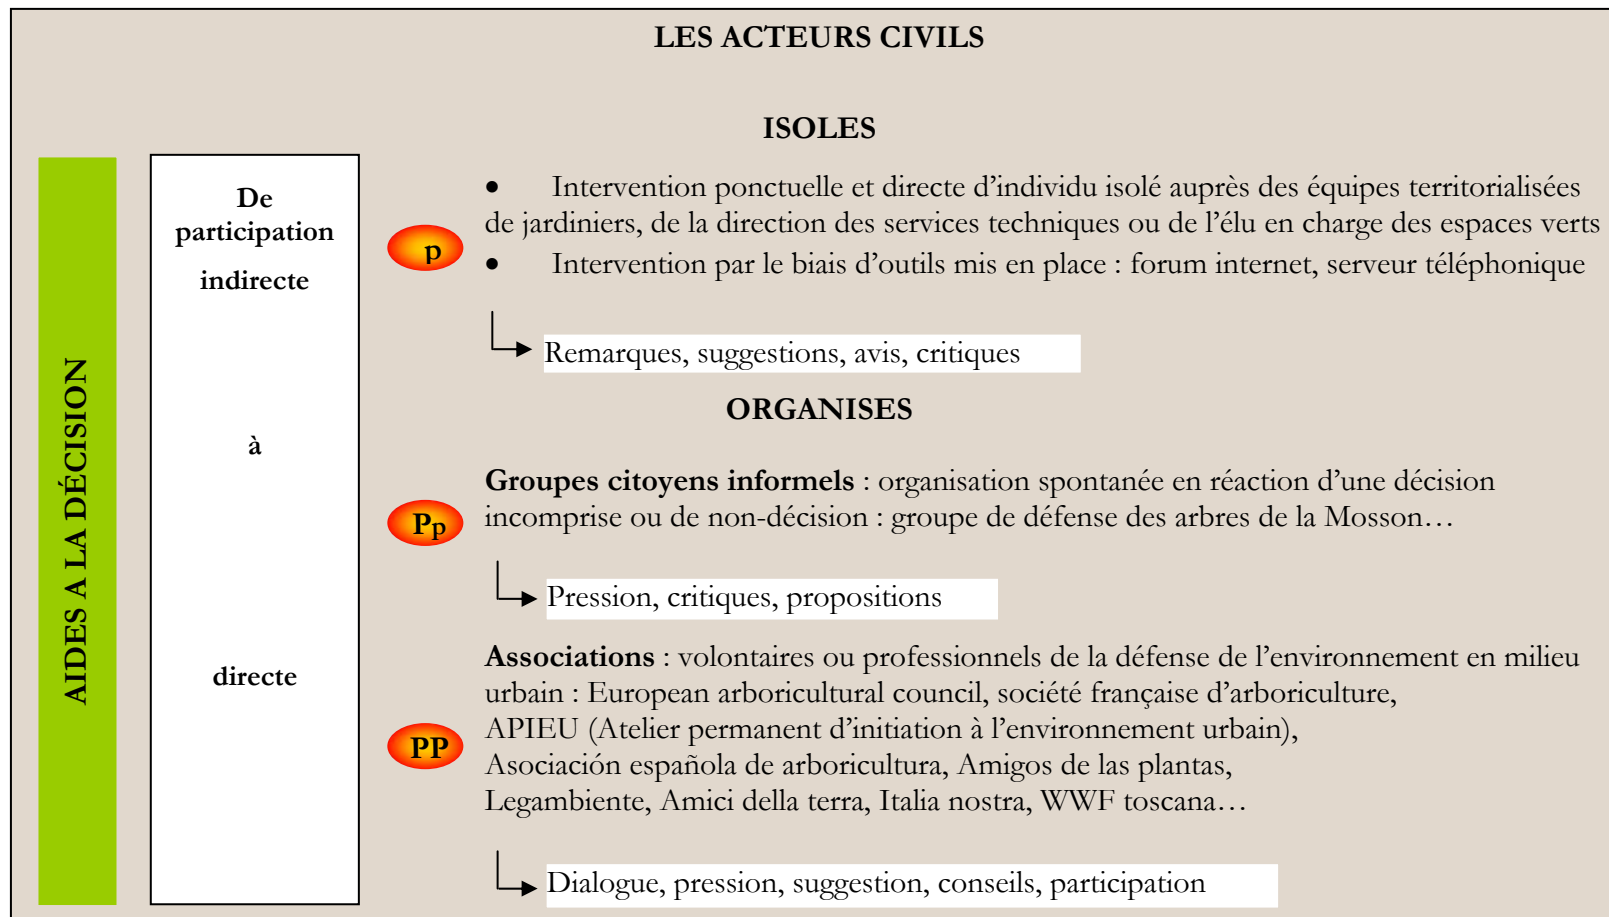 LES ACTEURS CIVILS
ISOLES
AIDES A LA DÉCISION
De
participation
indirecte
à
directe
p
• Intervention ponctuelle et directe d’individu isolé auprès des équipes territorialisées
de jardiniers, de la direction des services techniques ou de l’élu en charge des espaces verts
• Intervention par le biais d’outils mis en place : forum internet, serveur téléphonique
Remarques, suggestions, avis, critiques
ORGANISES
Pp
Groupes citoyens informels : organisation spontanée en réaction d’une décision
incomprise ou de non-décision : groupe de défense des arbres de la Mosson…
Pression, critiques, propositions
PP
Associations : volontaires ou professionnels de la défense de l’environnement en milieu
urbain : European arboricultural council, société française d’arboriculture,
APIEU (Atelier permanent d’initiation à l’environnement urbain),
Asociación española de arboricultura, Amigos de las plantas,
Legambiente, Amici della terra, Italia nostra, WWF toscana…
Dialogue, pression, suggestion, conseils, participation